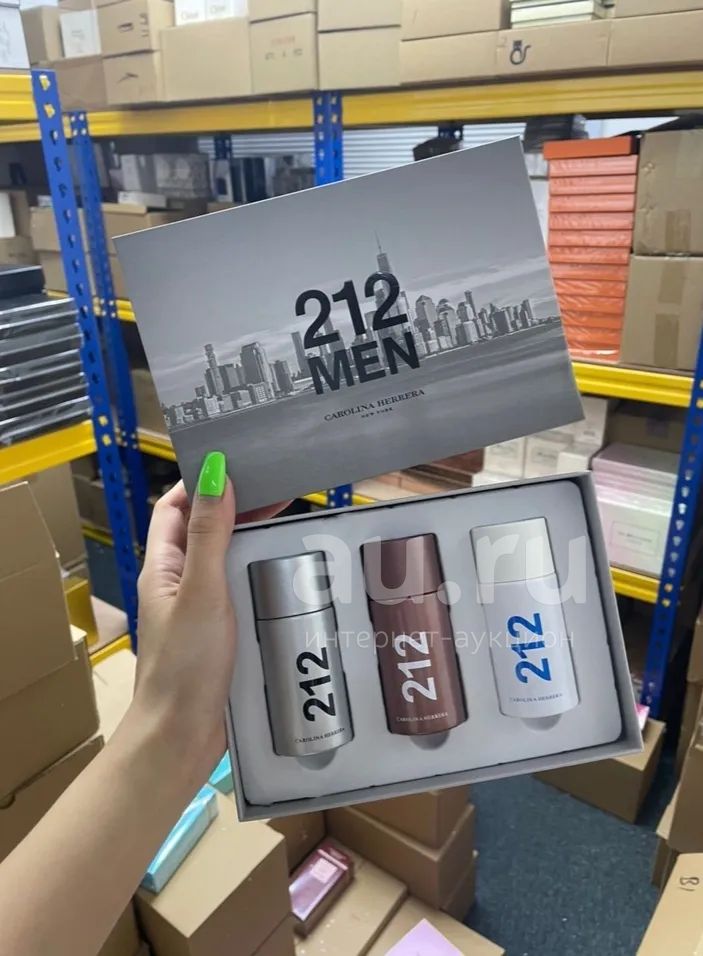 212
MEN
CAROLINA HERRERA
NEW YORK
au.ru
интернет-аукцион
212
CAROLINA HERRERA
212
CAROLINA HERRERA
212
CAROLINA HERRERA